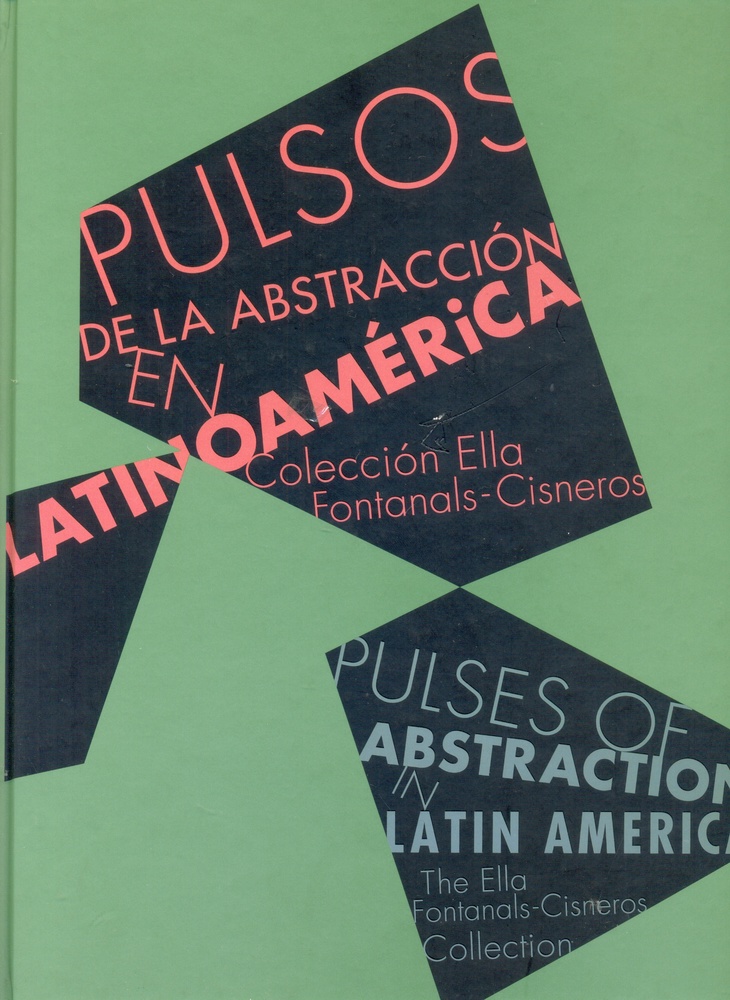 PULSOS
DE LA ABSTRACCIÓN
EN
LATINOAMÉRiCA
Colección Ella
Fontanals-Cisneros
PULSES OF
ABSTRACTION
IN
LATIN AMERICA
The Ella
Fontanals-Cisneros
Collection